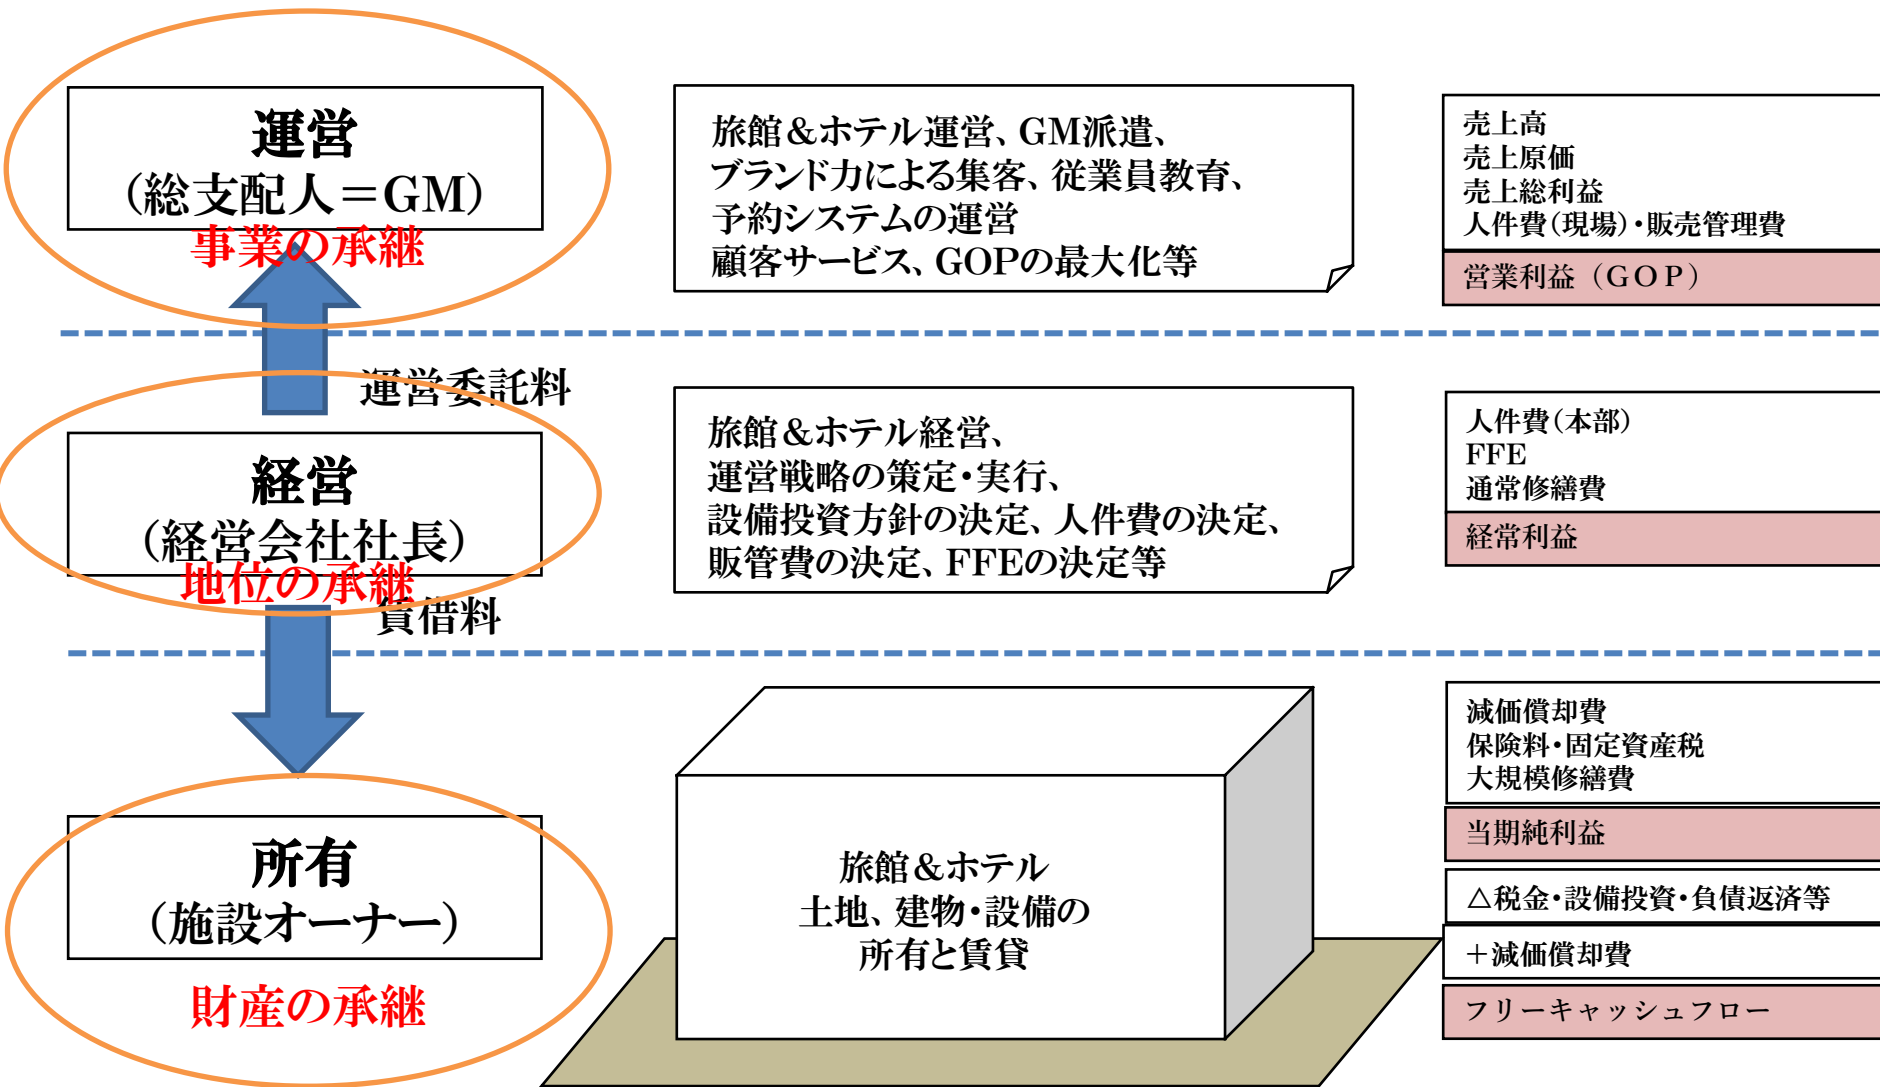 運営
(総支配人＝GM)
事業の承継
旅館＆ホテル運営、GM派遣、
ブランド力による集客、従業員教育、
予約システムの運営
顧客サービス、GOPの最大化等
売上高
売上原価
売上総利益
人件費(現場)・販売管理費
営業利益（ＧＯＰ）
運営委託料
経営
(経営会社社長)
地位の承継
賃借料
旅館＆ホテル経営、
運営戦略の策定・実行、
設備投資方針の決定、人件費の決定、
販管費の決定、FFEの決定等
人件費(本部)
FFE
通常修繕費
経常利益
所有
(施設オーナー)
財産の承継
旅館＆ホテル
土地、建物・設備の
所有と賃貸
減価償却費
保険料・固定資産税
大規模修繕費
当期純利益
△税金・設備投資・負債返済等
＋減価償却費
フリーキャッシュフロー